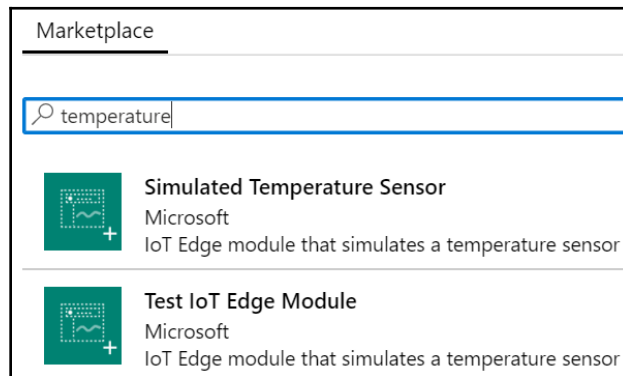 Marketplace
temperature
Simulated Temperature Sensor
Microsoft
IoT Edge module that simulates a temperature sensor
Test IoT Edge Module
Microsoft
IoT Edge module that simulates a temperature sensor